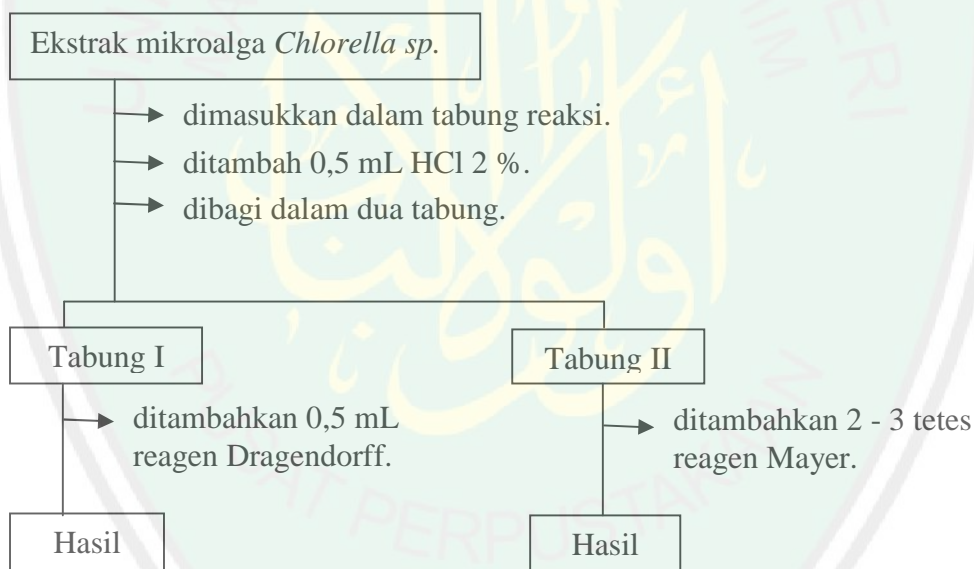 Ekstrak mikroalga Chlorella sp.
dimasukkan dalam tabung reaksi.
ditambah 0,5 mL HCl 2 %.
dibagi dalam dua tabung.
Tabung I
Tabung II
ditambahkan 0,5 mL
reagen Dragendorff.
ditambahkan 2 - 3 tetes
reagen Mayer.
Hasil
Hasil